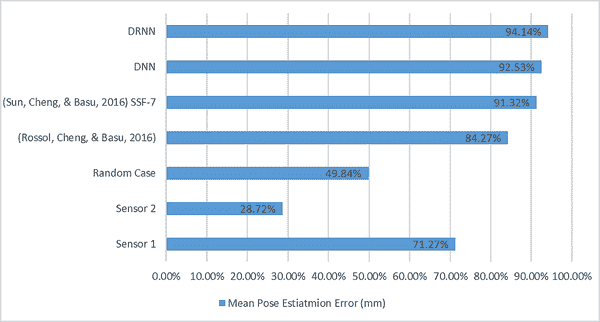 DRNN 94.14%
DNN 92.53%
(Sun, Cheng, & Basu, 2016) SSF-7 91.32%
(Rossol, Cheng, & Basu, 2016) 84.27%
Random Case 49.84%
Sensor 2 28.72%
Sensor 1 71.27%
0.00% 10.00% 20.00% 30.00% 40.00% 50.00% 60.00% 70.00% 80.00% 90.00% 100.00%
Mean Pose Estiatmion Error (mm)